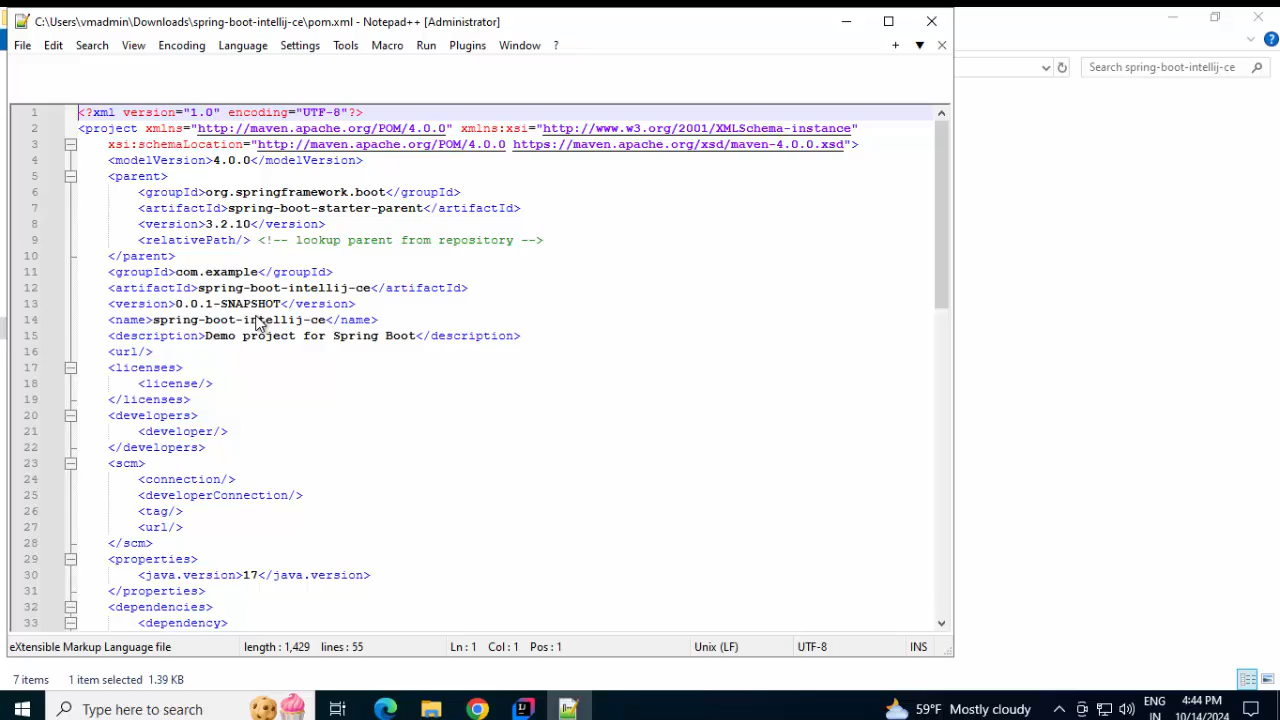 C:\Users\vmadmin\Downloads\spring-boot-intellij-ce\pom.xml - Notepad++ [Administrator]
File Edit Search View Encoding Language Settings Tools Macro Run Plugins Window ?
Search spring-boot-intellij-ce
1 <?xml version="1.0" encoding="UTF-8"?>
2 <project xmlns="http://maven.apache.org/POM/4.0.0" xmlns:xsi="http://www.w3.org/2001/XMLSchema-instance"
3 xsi:schemaLocation="http://maven.apache.org/POM/4.0.0 https://maven.apache.org/xsd/maven-4.0.0.xsd">
4 <modelVersion>4.0.0</modelVersion>
5 <parent>
6 <groupId>org.springframework.boot</groupId>
7 <artifactId>spring-boot-starter-parent</artifactId>
8 <version>3.2.10</version>
9 <relativePath/> <!-- lookup parent from repository -->
10 </parent>
11 <groupId>com.example</groupId>
12 <artifactId>spring-boot-intellij-ce</artifactId>
13 <version>0.0.1-SNAPSHOT</version>
14 <name>spring-boot-intellij-ce</name>
15 <description>Demo project for Spring Boot</description>
16 <url/>
17 <licenses>
18 <license/>
19 </licenses>
20 <developers>
21 <developer/>
22 </developers>
23 <scm>
24 <connection/>
25 <developerConnection/>
26 <tag/>
27 <url/>
28 </scm>
29 <properties>
30 <java.version>17</java.version>
31 </properties>
32 <dependencies>
33 <dependency>
eXtensible Markup Language file length : 1,429 lines : 55 Ln : 1 Col : 1 Pos : 1 Unix (LF) UTF-8 INS
7 items 1 item selected 1.39 KB
Type here to search 59°F Mostly cloudy ENG IN 4:44 PM 10/14/2024